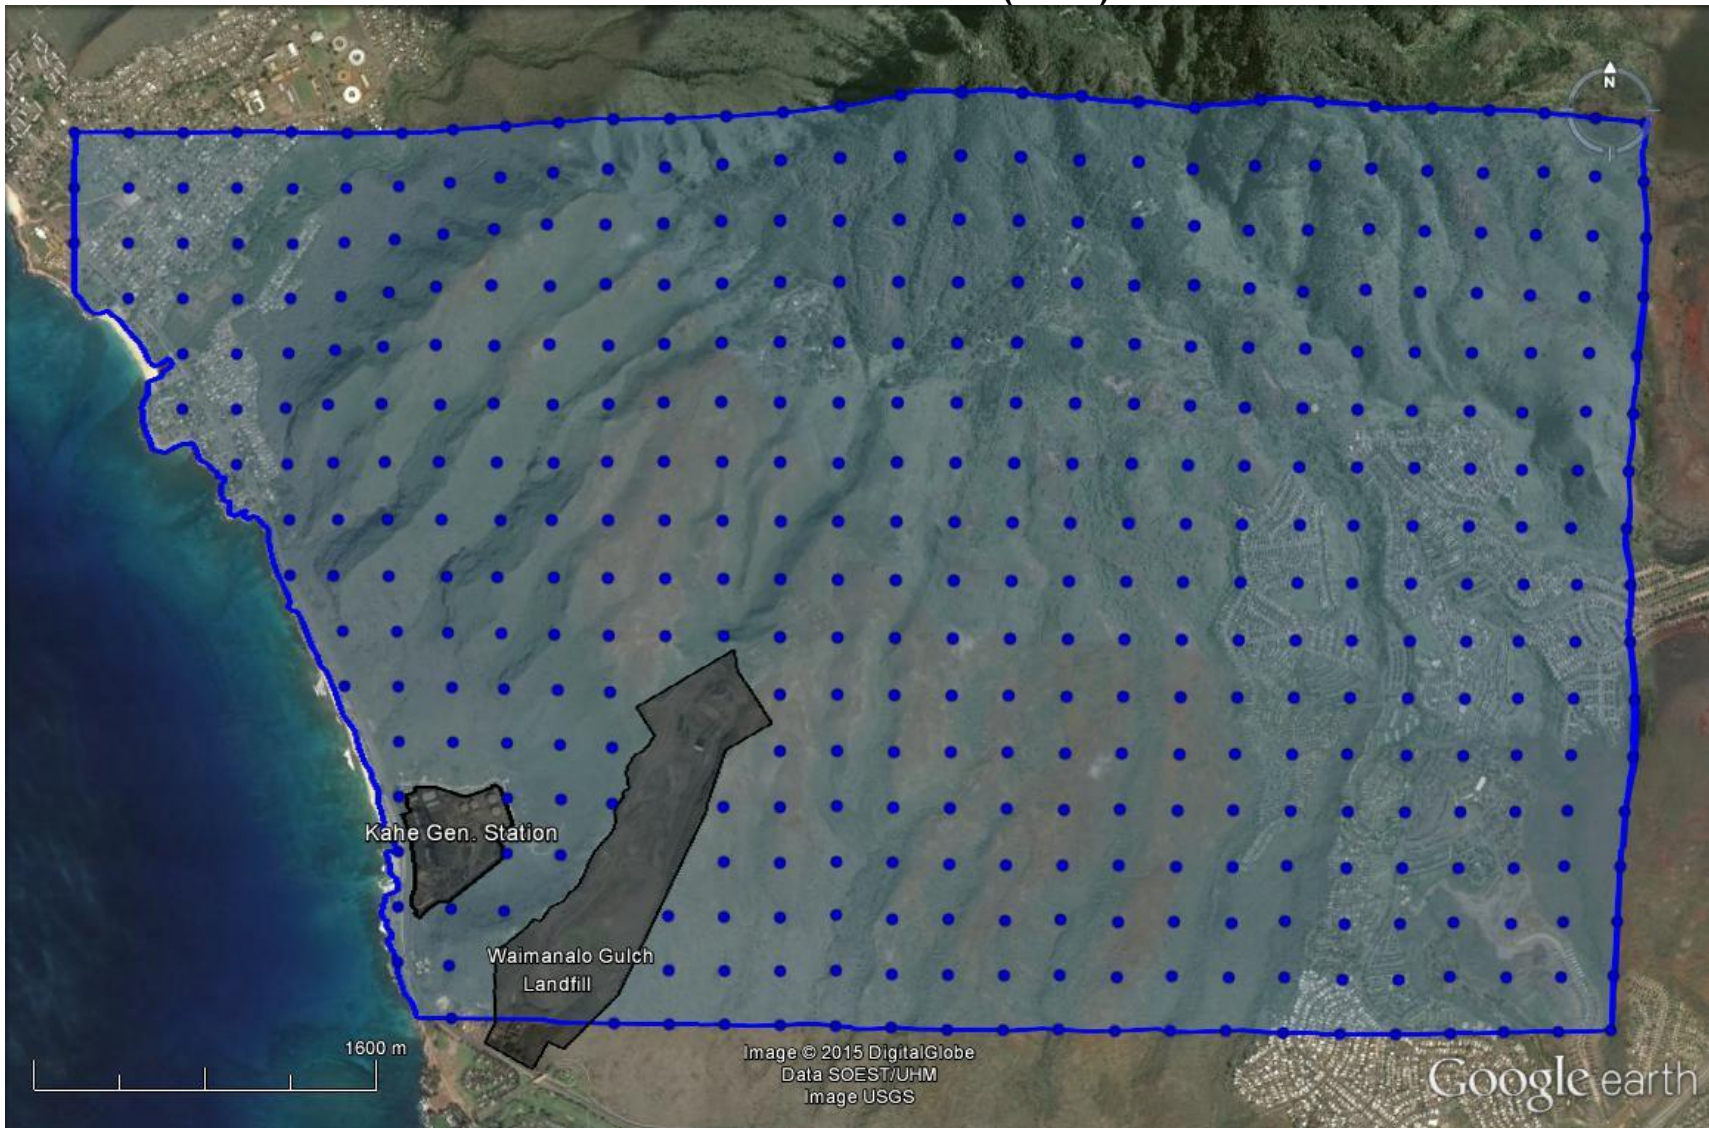 N
Kahe Gen. Station
Waimanalo Gulch
Landfill
1600 m
Image © 2015 DigitalGlobe
Data SOEST/UHM
Image USGS
Google earth